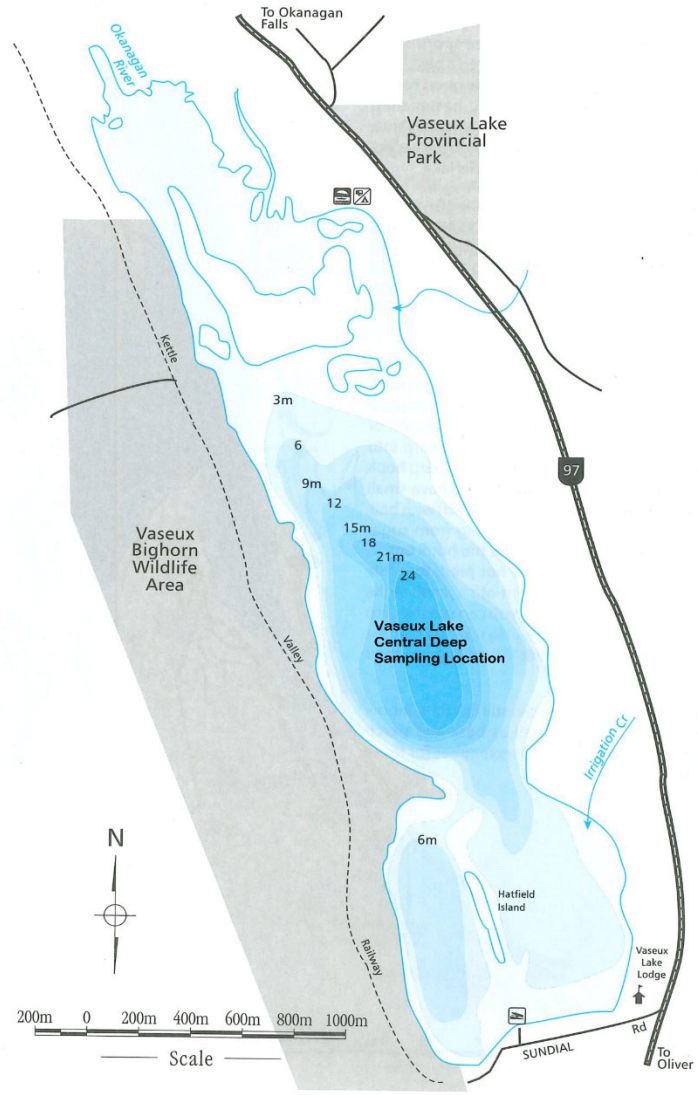 To Okanagan
Falls
Okanagan
River
Vaseux Lake
Provincial
Park
Kettle
3m
6
9m
12
97
15m
18
21m
24
Vaseux
Bighorn
Wildlife
Area
Vaseux Lake
Central Deep
Sampling Location
Valley
Irrigation Cr
6m
N
Hatfield
Island
Railway
Vaseux
Lake
Lodge
200m 0 200m 400m 600m 800m 1000m
Scale
SUNDIAL Rd
To
Oliver